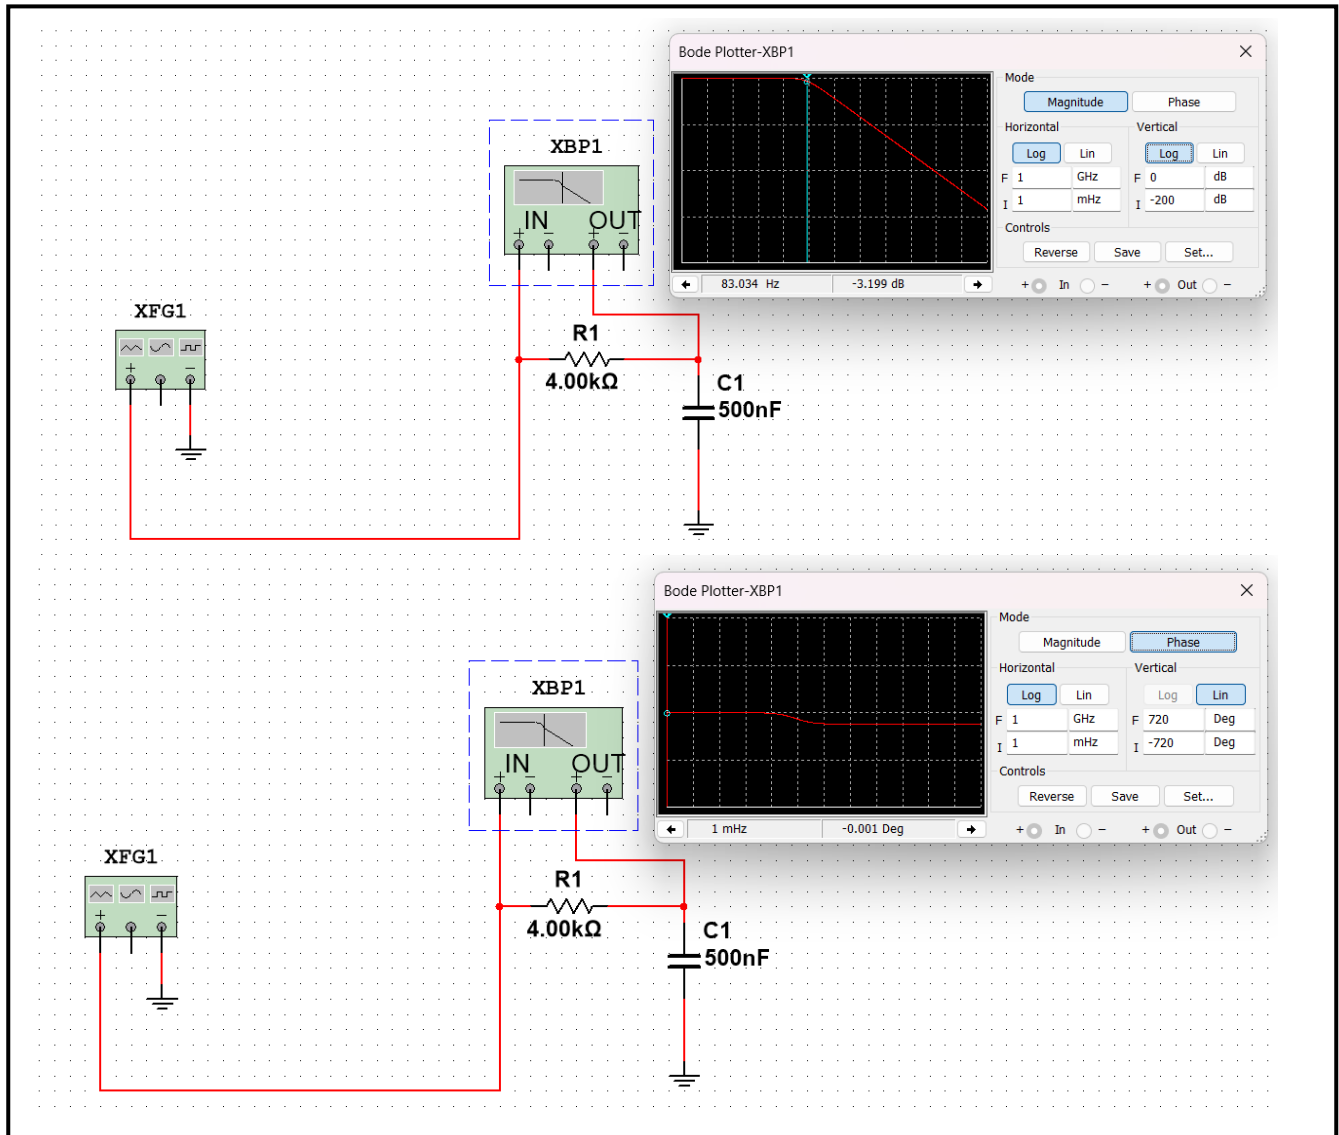 Bode Plotter-XBP1
Mode
Magnitude Phase
Horizontal Vertical
Log Lin Log Lin
F 1 GHz F 0 dB
I 1 mHz I -200 dB
Controls
Reverse Save Set...
83.034 Hz -3.199 dB
+ In - + Out -
XBP1
IN OUT
+ - + -
XFG1
+ -
R1
4.00kΩ
C1
500nF
Bode Plotter-XBP1
Mode
Magnitude Phase
Horizontal Vertical
Log Lin Log Lin
F 1 GHz F 720 Deg
I 1 mHz I -720 Deg
Controls
Reverse Save Set...
1 mHz -0.001 Deg
+ In - + Out -
XBP1
IN OUT
+ - + -
XFG1
+ -
R1
4.00kΩ
C1
500nF